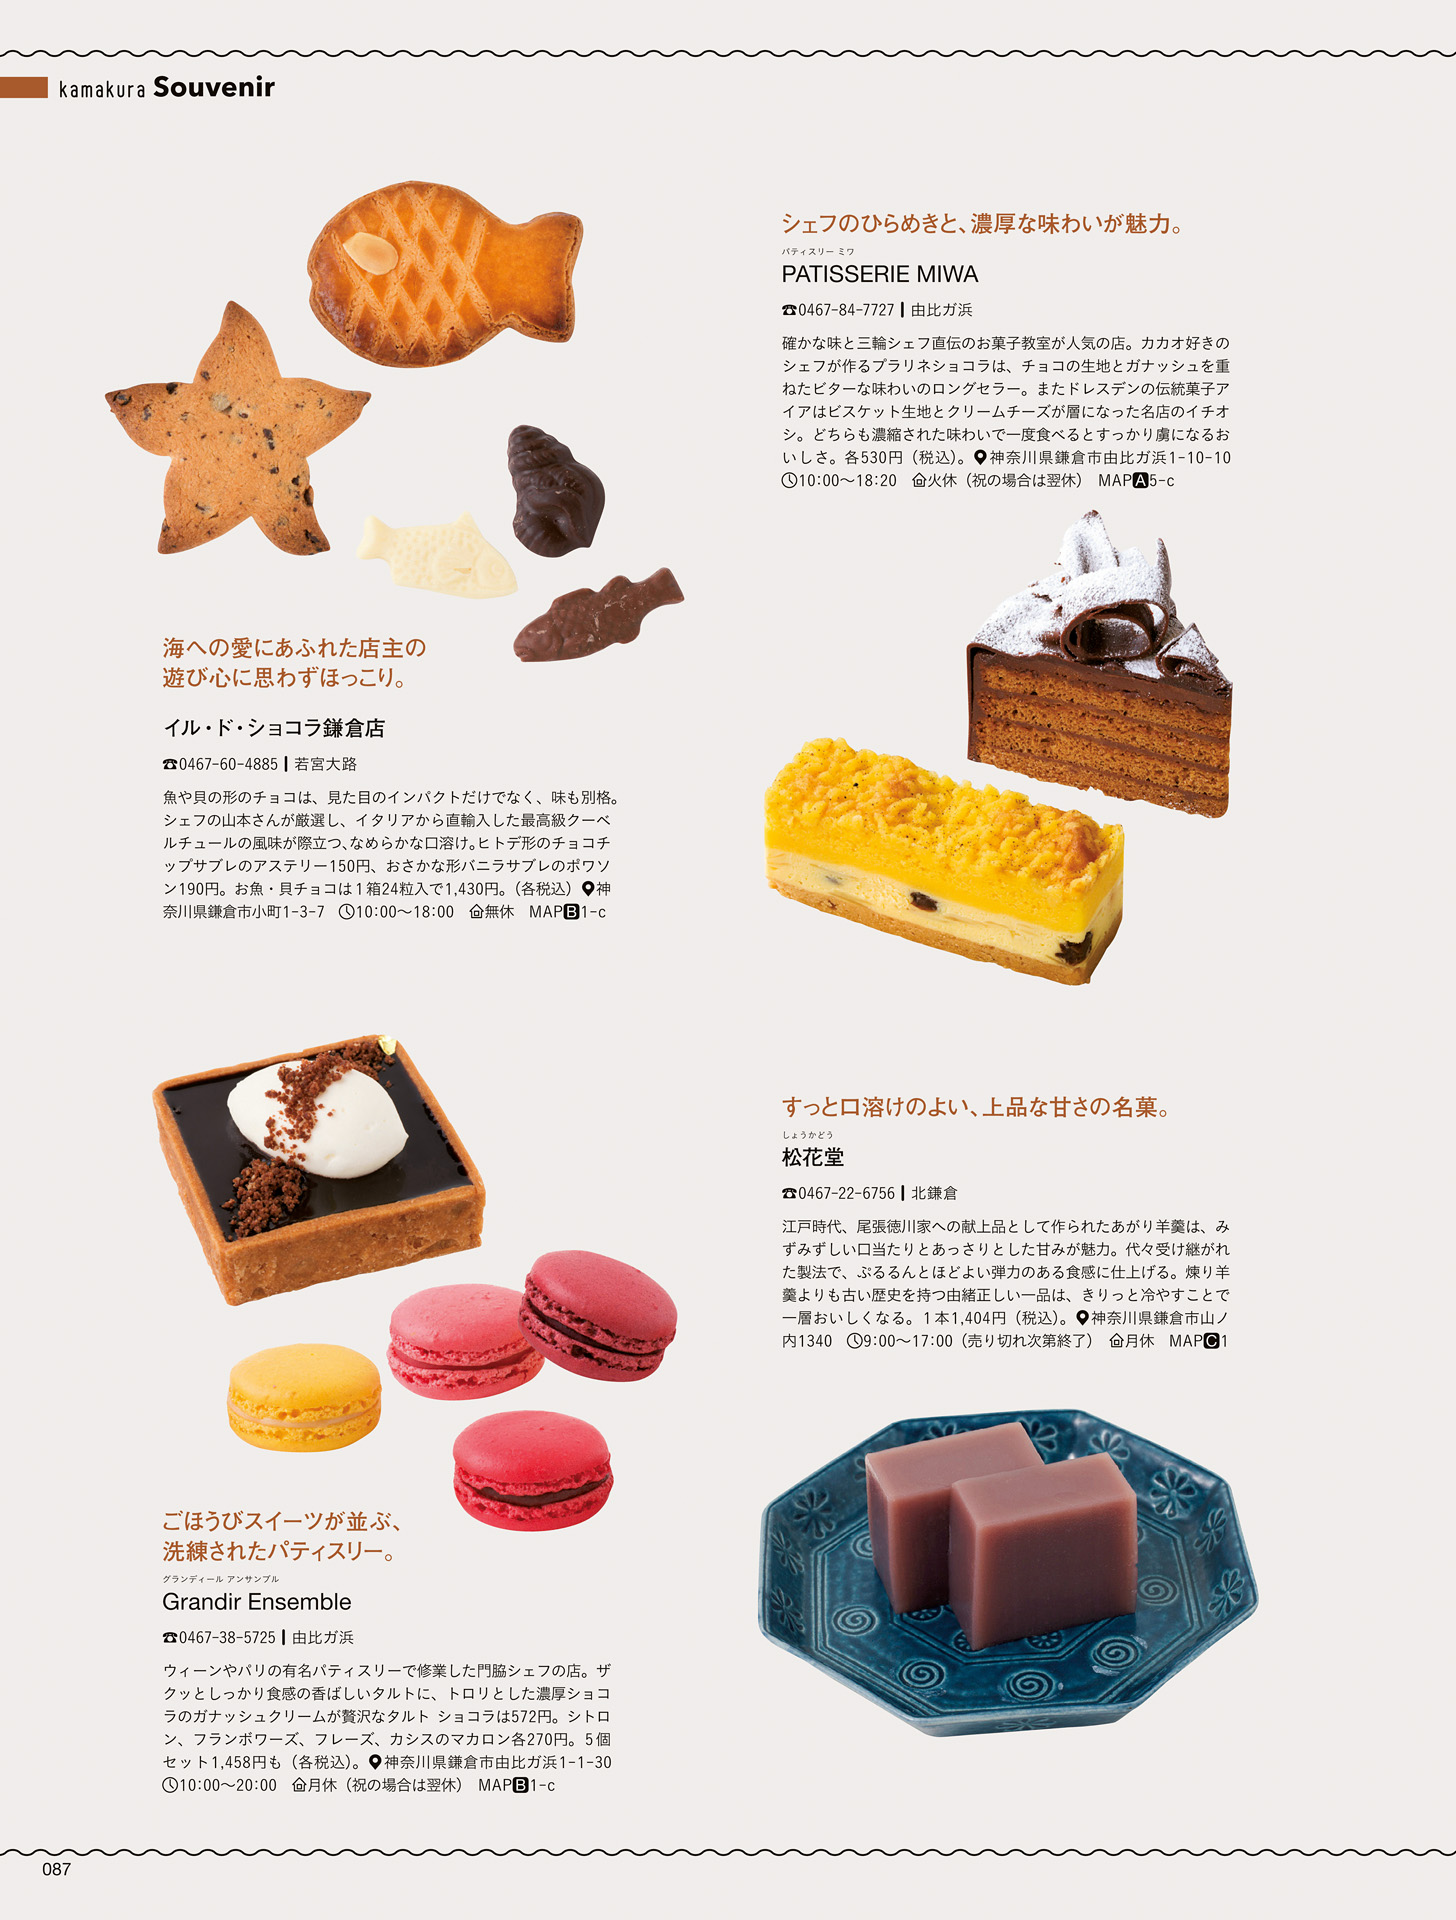 kamakura Souvenir
海への愛にあふれた店主の
遊び心に思わずほっこり。
イル・ド・ショコラ鎌倉店
☎0467-60-4885 ┃ 若宮大路
魚や貝の形のチョコは、見た目のインパクトだけでなく、味も別格。
シェフの山本さんが厳選し、イタリアから直輸入した最高級クーベ
ルチュールの風味が際立つ、なめらかな口溶け。ヒトデ形のチョコチ
ップサブレのアステリー150円、おさかな形バニラサブレのポワソ
ン190円。お魚・貝チョコは1箱24粒入で1,430円。（各税込） 神
奈川県鎌倉市小町1-3-7 10:00〜18:00 無休 MAP B 1-c
シェフのひらめきと、濃厚な味わいが魅力。
パティスリー ミワ
PATISSERIE MIWA
☎0467-84-7727 ┃ 由比ガ浜
確かな味と三輪シェフ直伝のお菓子教室が人気の店。カカオ好きの
シェフが作るプラリネショコラは、チョコの生地とガナッシュを重
ねたビターな味わいのロングセラー。またドレスデンの伝統菓子ア
イアはビスケット生地とクリームチーズが層になった名店のイチオ
シ。どちらも濃縮された味わいで一度食べるとすっかり虜になるお
いしさ。各530円（税込）。 神奈川県鎌倉市由比ガ浜1-10-10
10:00〜18:20 火休（祝の場合は翌休） MAP A 5-c
ごほうびスイーツが並ぶ、
洗練されたパティスリー。
グランディール アンサンブル
Grandir Ensemble
☎0467-38-5725 ┃ 由比ガ浜
ウィーンやパリの有名パティスリーで修業した門脇シェフの店。ザ
クッとしっかり食感の香ばしいタルトに、トロリとした濃厚ショコ
ラのガナッシュクリームが贅沢なタルト ショコラは572円。シトロ
ン、フランボワーズ、フレーズ、カシスのマカロン各270円。5個
セット1,458円も（各税込）。 神奈川県鎌倉市由比ガ浜1-1-30
10:00〜20:00 月休（祝の場合は翌休） MAP B 1-c
すっと口溶けのよい、上品な甘さの名菓。
しょうかどう
松花堂
☎0467-22-6756 ┃ 北鎌倉
江戸時代、尾張徳川家への献上品として作られたあがり羊羹は、み
ずみずしい口当たりとあっさりとした甘みが魅力。代々受け継がれ
た製法で、ぷるるんとほどよい弾力のある食感に仕上げる。煉り羊
羹よりも古い歴史を持つ由緒正しい一品は、きりっと冷やすことで
一層おいしくなる。1本1,404円（税込）。 神奈川県鎌倉市山ノ
内1340 9:00〜17:00（売り切れ次第終了） 月休 MAP C 1
087